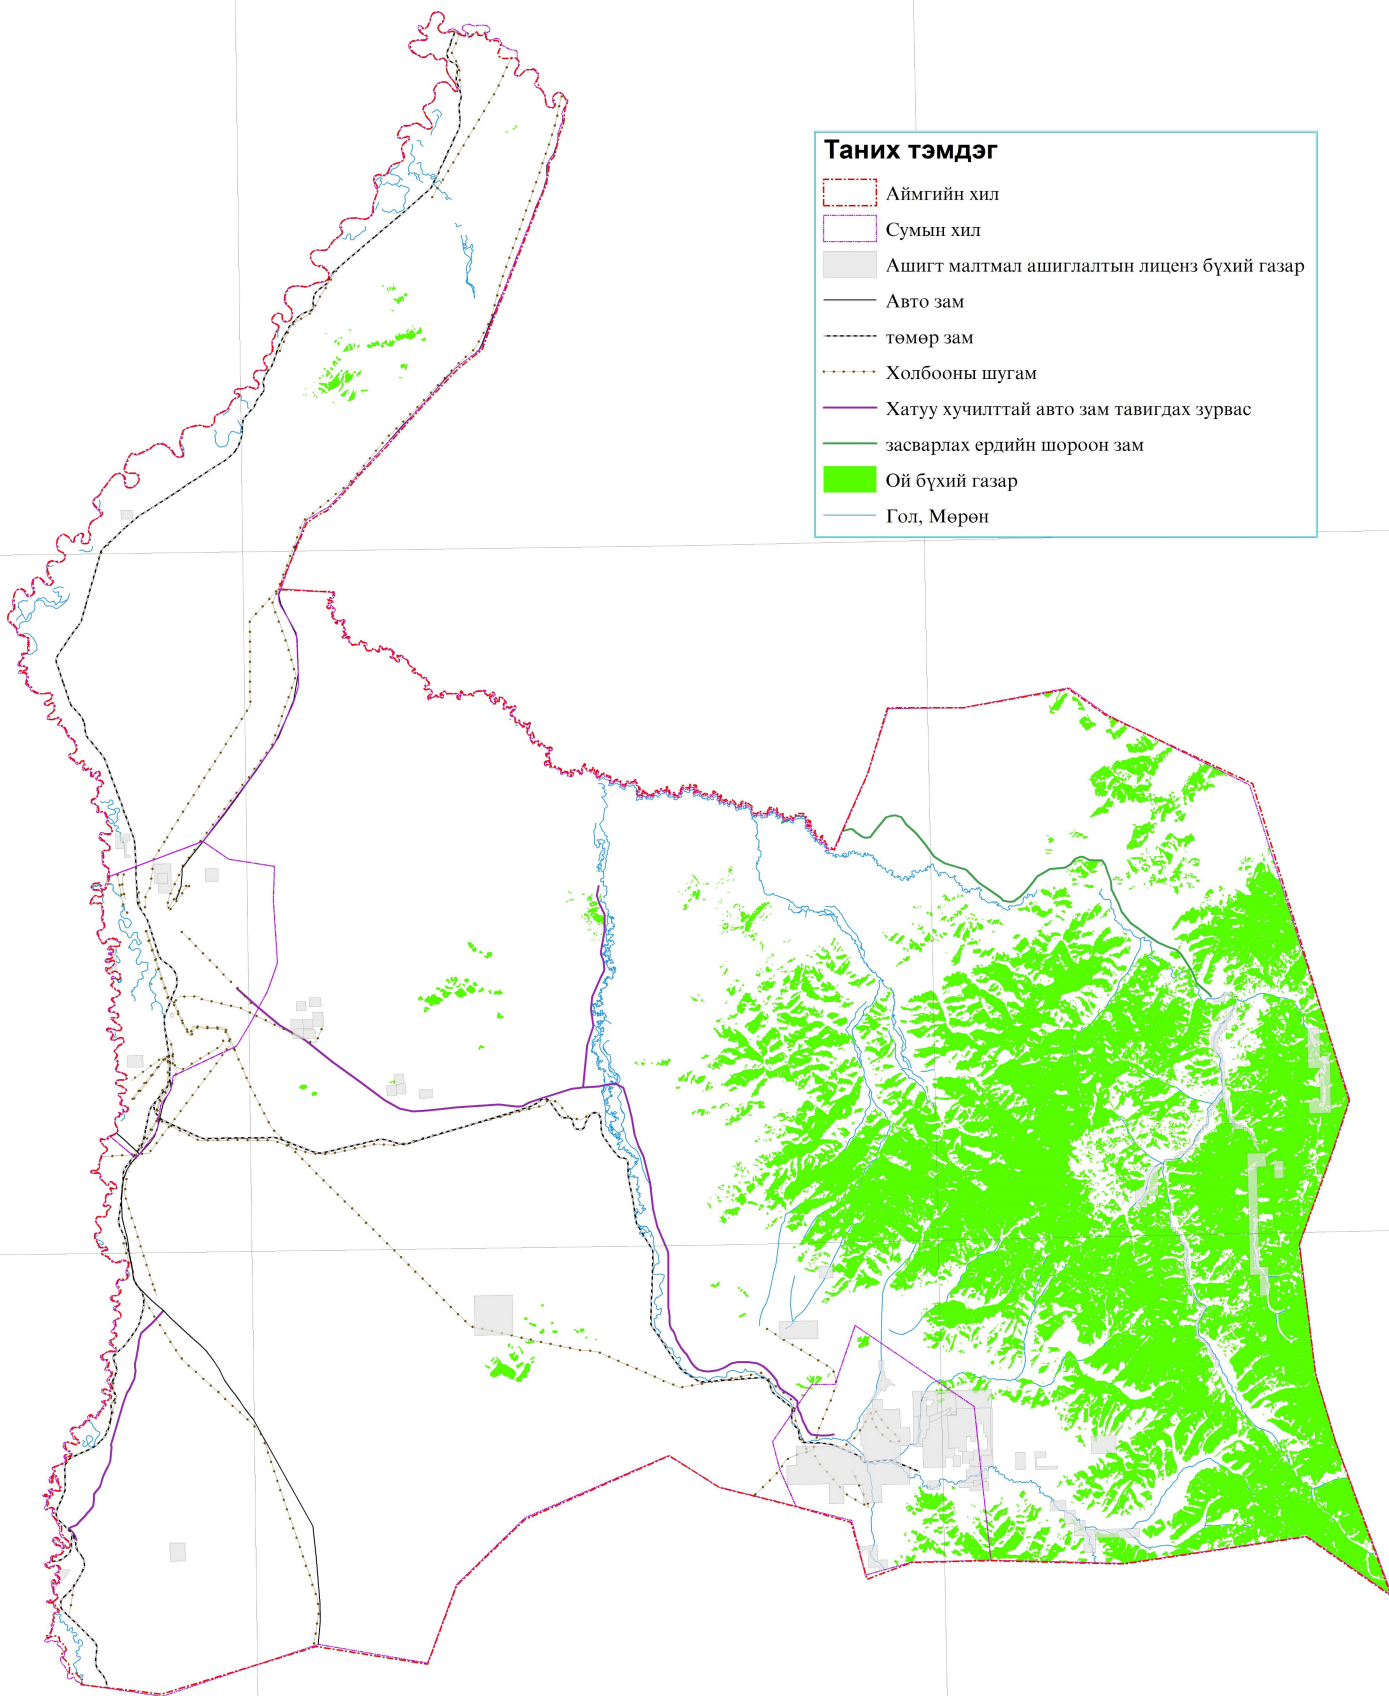 Таних тэмдэг
Аймгийн хил
Сумын хил
Ашигт малтмал ашиглалтын лиценз бүхий газар
Авто зам
төмөр зам
Холбооны шугам
Хатуу хучилттай авто зам тавигдах зурвас
засварлах ердийн шороон зам
Ой бүхий газар
Гол, Мөрөн